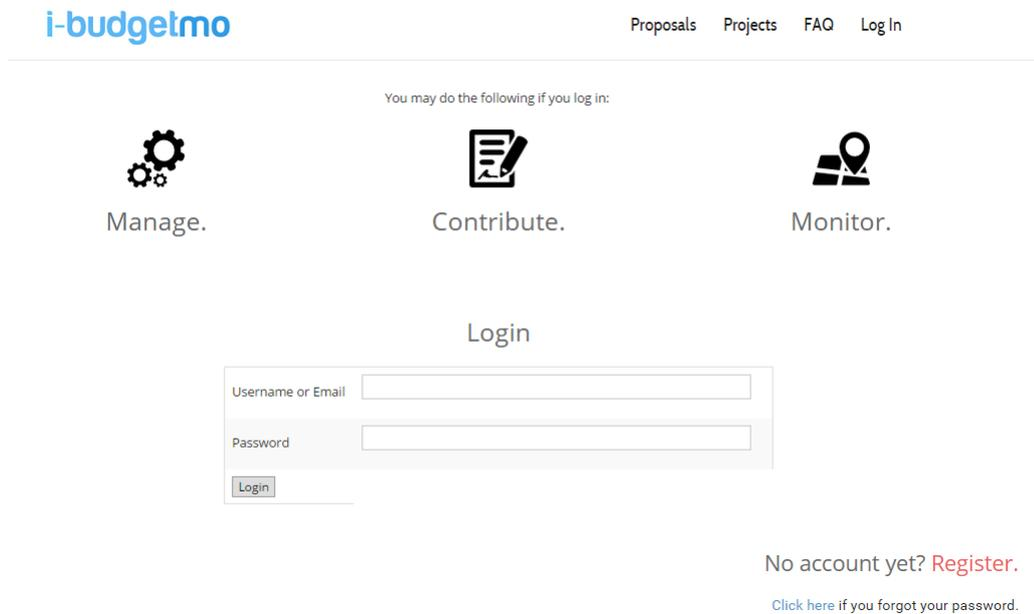 i-budgetmo
Proposals Projects FAQ Log In
You may do the following if you log in:
Manage. Contribute. Monitor.
Login
Username or Email
Password
Login
No account yet? Register.
Click here if you forgot your password.